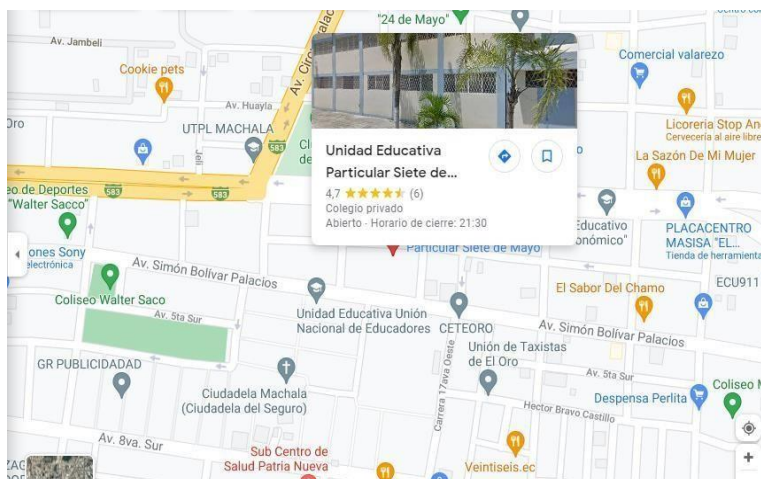 "24 de Mayo"
Av. Jambelí
Comercial valarezo
Cookie pets
Av. Huayla
Licoreria Stop An
Cerveceria al aire libre
UTPL MACHALA
Oro
Joli
583
La Sazón De Mi Mujer
Unidad Educativa
Particular Siete de...
4,7 (6)
Colegio privado
Abierto · Horario de cierre: 21:30
583
583
eo de Deportes
"Walter Sacco"
Educativo
onómico"
PLACACENTRO
MASISA "EL...
Tienda de herramienta
Particular Siete de Mayo
ones Sony
electrónica
Av. Simón Bolívar Palacios
ECU911
El Sabor Del Chamo
Coliseo Walter Saco
Av. 5ta Sur
Unidad Educativa Unión
Nacional de Educadores
CETEORO
Av. Simón Bolívar Palacios
Unión de Taxistas
de El Oro
GR PUBLICIDADAD
Carrera 17ava Oeste
Av. 5ta Sur
Ciudadela Machala
(Ciudadela del Seguro)
Despensa Perlita
Coliseo M
Hector Bravo Castillo
Av. 8va. Sur
Sub Centro de
Salud Patria Nueva
Veintiseis.ec